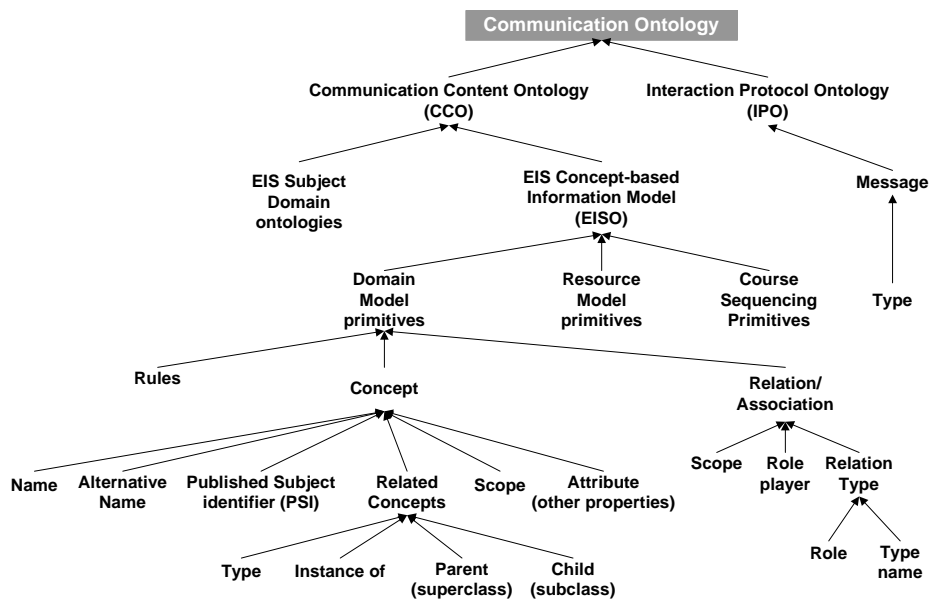 Communication Ontology
Communication Content Ontology
(CCO)
Interaction Protocol Ontology
(IPO)
EIS Subject
Domain
ontologies
EIS Concept-based
Information Model
(EISO)
Message
Domain
Model
primitives
Resource
Model
primitives
Course
Sequencing
Primitives
Type
Rules
Concept
Relation/
Association
Name
Alternative
Name
Published Subject
identifier (PSI)
Related
Concepts
Scope
Attribute
(other properties)
Scope
Role
player
Relation
Type
Type
Instance of
Parent
(superclass)
Child
(subclass)
Role
Type
name